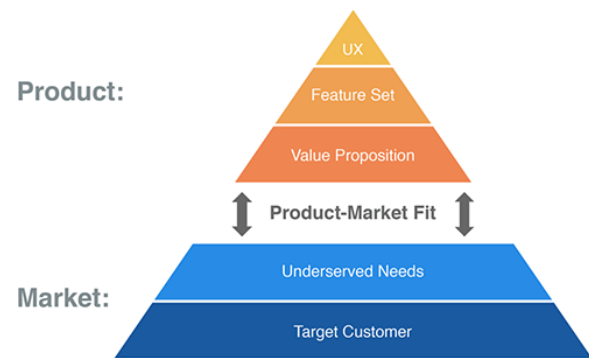 UX
Product:
Feature Set
Value Proposition
Product-Market Fit
Underserved Needs
Market:
Target Customer